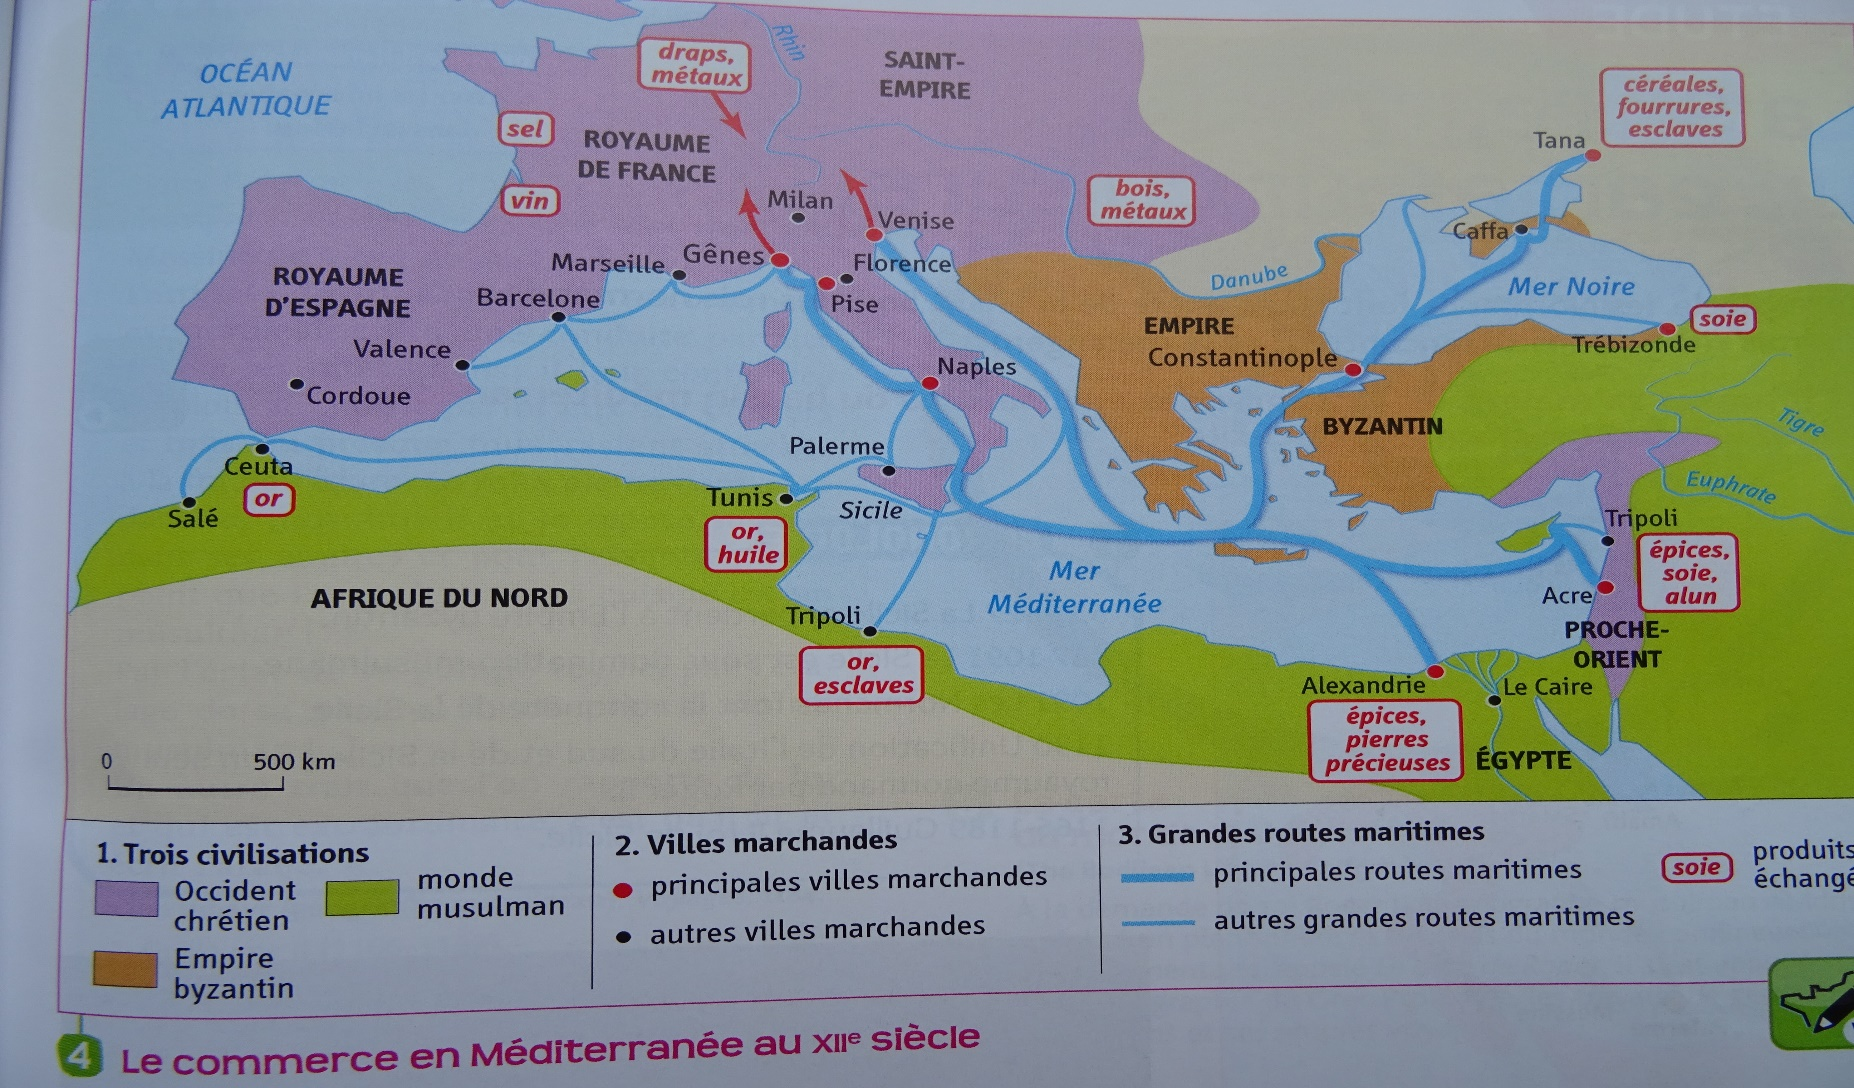 OCÉAN
ATLANTIQUE
draps,
métaux
Rhin
SAINT-
EMPIRE
céréales,
fourrures,
esclaves
sel
ROYAUME
DE FRANCE
Tana
vin
Milan
bois,
métaux
Venise
Caffa
Marseille
Gênes
Florence
Danube
Mer Noire
ROYAUME
D'ESPAGNE
Barcelone
Pise
EMPIRE
BYZANTIN
soie
Valence
Constantinople
Trébizonde
Cordoue
Naples
Tigre
Palerme
Ceuta
or
Euphrate
Salé
Tunis
Sicile
or,
huile
Tripoli
épices,
soie,
alun
AFRIQUE DU NORD
Mer
Méditerranée
Acre
Tripoli
PROCHE-
ORIENT
or,
esclaves
Alexandrie
Le Caire
épices,
pierres
précieuses
ÉGYPTE
0 500 km
1. Trois civilisations
Occident
chrétien
monde
musulman
Empire
byzantin
2. Villes marchandes
principales villes marchandes
autres villes marchandes
3. Grandes routes maritimes
principales routes maritimes
autres grandes routes maritimes
soie
produits
échangé
4 Le commerce en Méditerranée au XIIe siècle